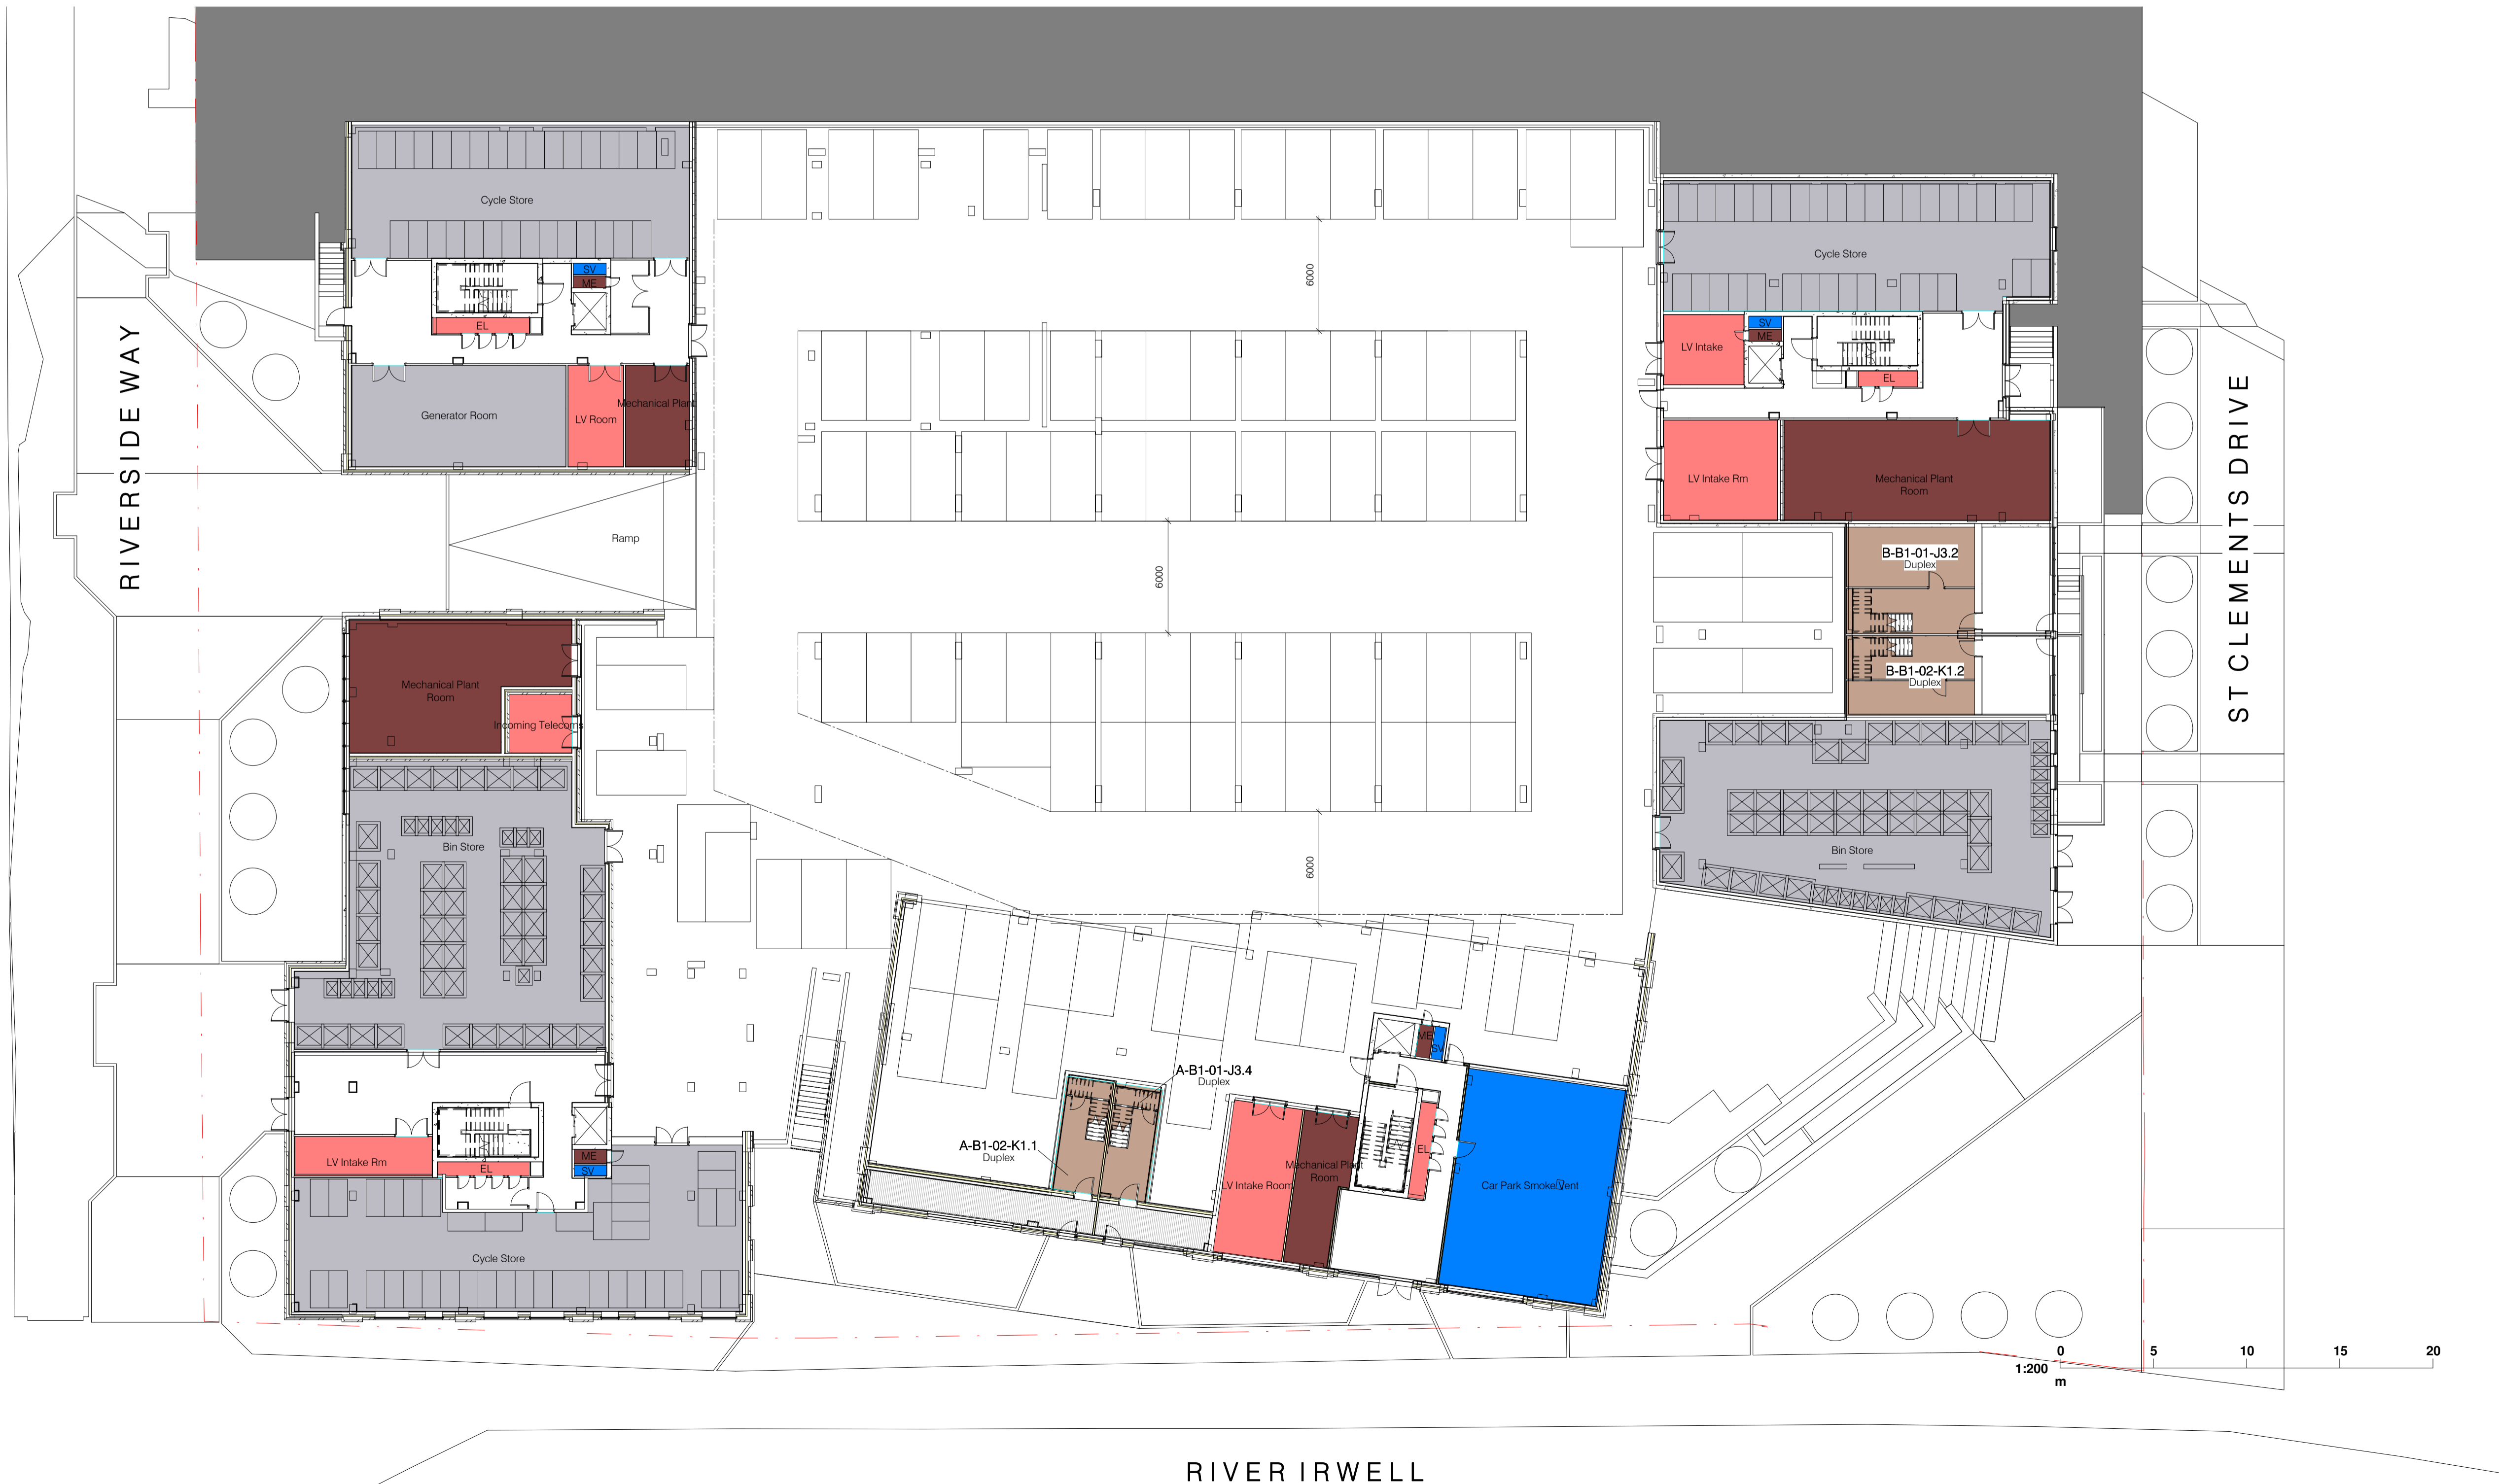 Cycle Store
SV
ME
EL
Generator Room
LV Room
Mechanical Plant
6000
Cycle Store
LV Intake
SV
ME
EL
LV Intake Rm
Mechanical Plant
Room
RIVERSIDE WAY
ST CLEMENTS DRIVE
Ramp
6000
B-B1-01-J3.2
Duplex
B-B1-02-K1.2
Duplex
Mechanical Plant
Room
Incoming Telecoms
Bin Store
Bin Store
6000
ME
SV
A-B1-01-J3.4
Duplex
A-B1-02-K1.1
Duplex
LV Intake Rm
EL
ME
SV
LV Intake Room
Mechanical Plant
Room
EL
Car Park Smoke Vent
Cycle Store
0
5
10
15
20
1:200
m
RIVER IRWELL